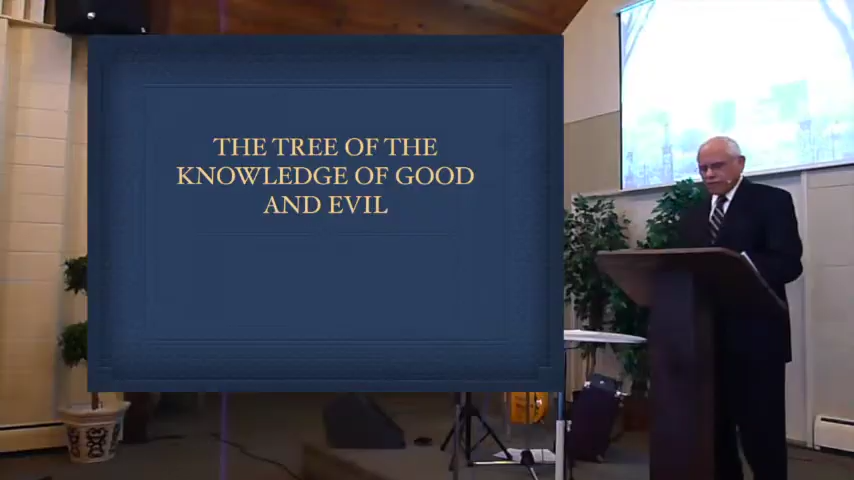 THE TREE OF THE
KNOWLEDGE OF GOOD
AND EVIL